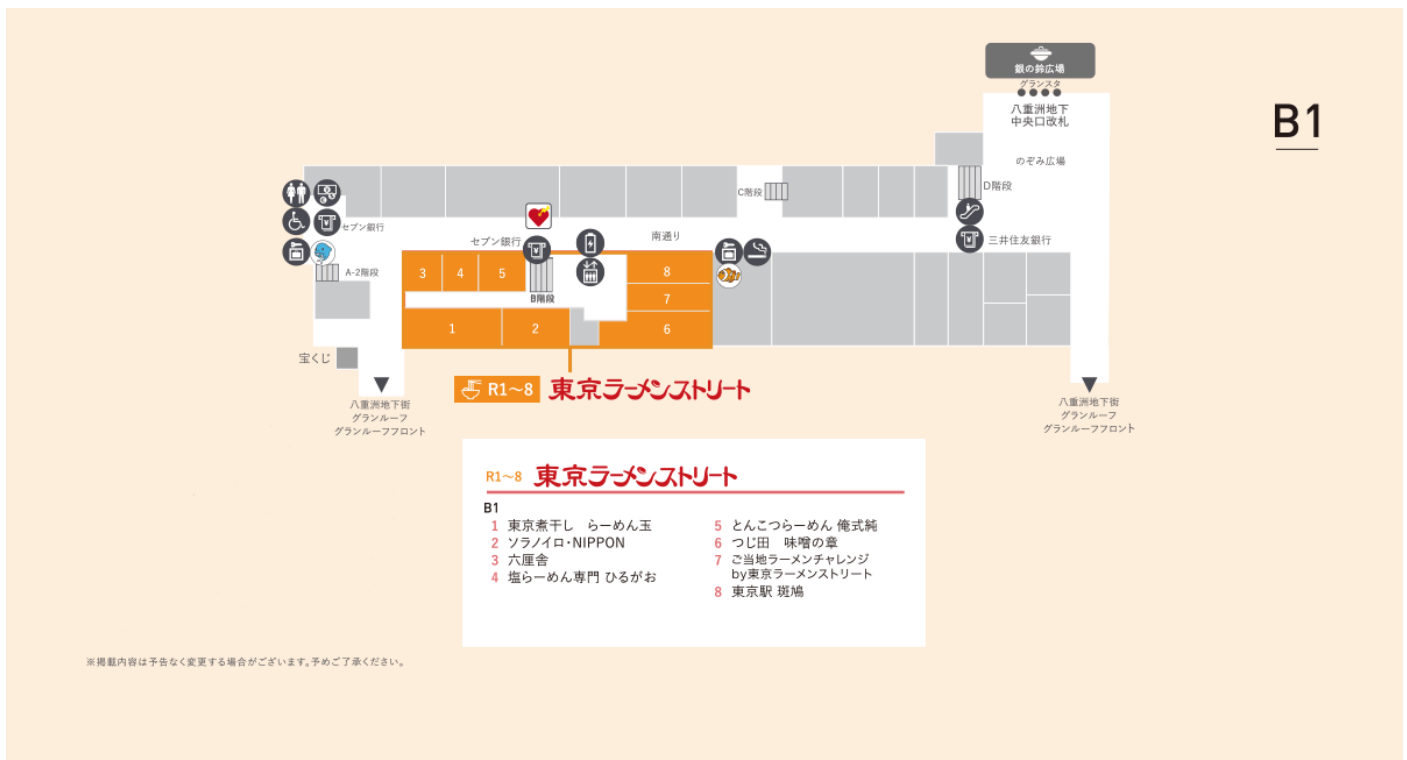 銀の鈴広場
グランスタ
八重洲地下
中央口改札
B1
のぞみ広場
C階段
D階段
セブン銀行
セブン銀行
南通り
三井住友銀行
A-2階段
3
4
5
8
B階段
7
1
2
6
宝くじ
R1〜8 東京ラーメンストリート
八重洲地下街
グランルーフ
グランルーフフロント
八重洲地下街
グランルーフ
グランルーフフロント
R1〜8 東京ラーメンストリート
B1
1 東京煮干し らーめん玉
2 ソラノイロ・NIPPON
3 六厘舎
4 塩らーめん専門 ひるがお
5 とんこつらーめん 俺式純
6 つじ田 味噌の章
7 ご当地ラーメンチャレンジ
by東京ラーメンストリート
8 東京駅 斑鳩
※掲載内容は予告なく変更する場合がございます。予めご了承ください。